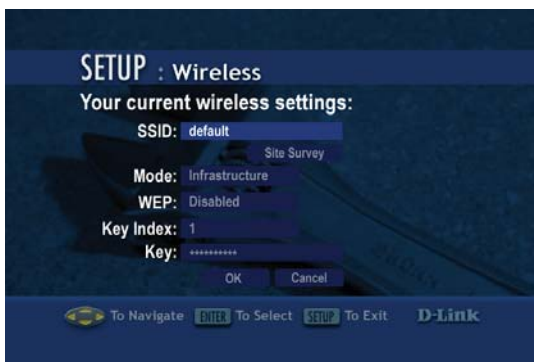 SETUP : Wireless
Your current wireless settings:
SSID: default
Site Survey
Mode: Infrastructure
WEP: Disabled
Key Index: 1
Key: **********
OK Cancel
To Navigate ENTER To Select SETUP To Exit D-Link